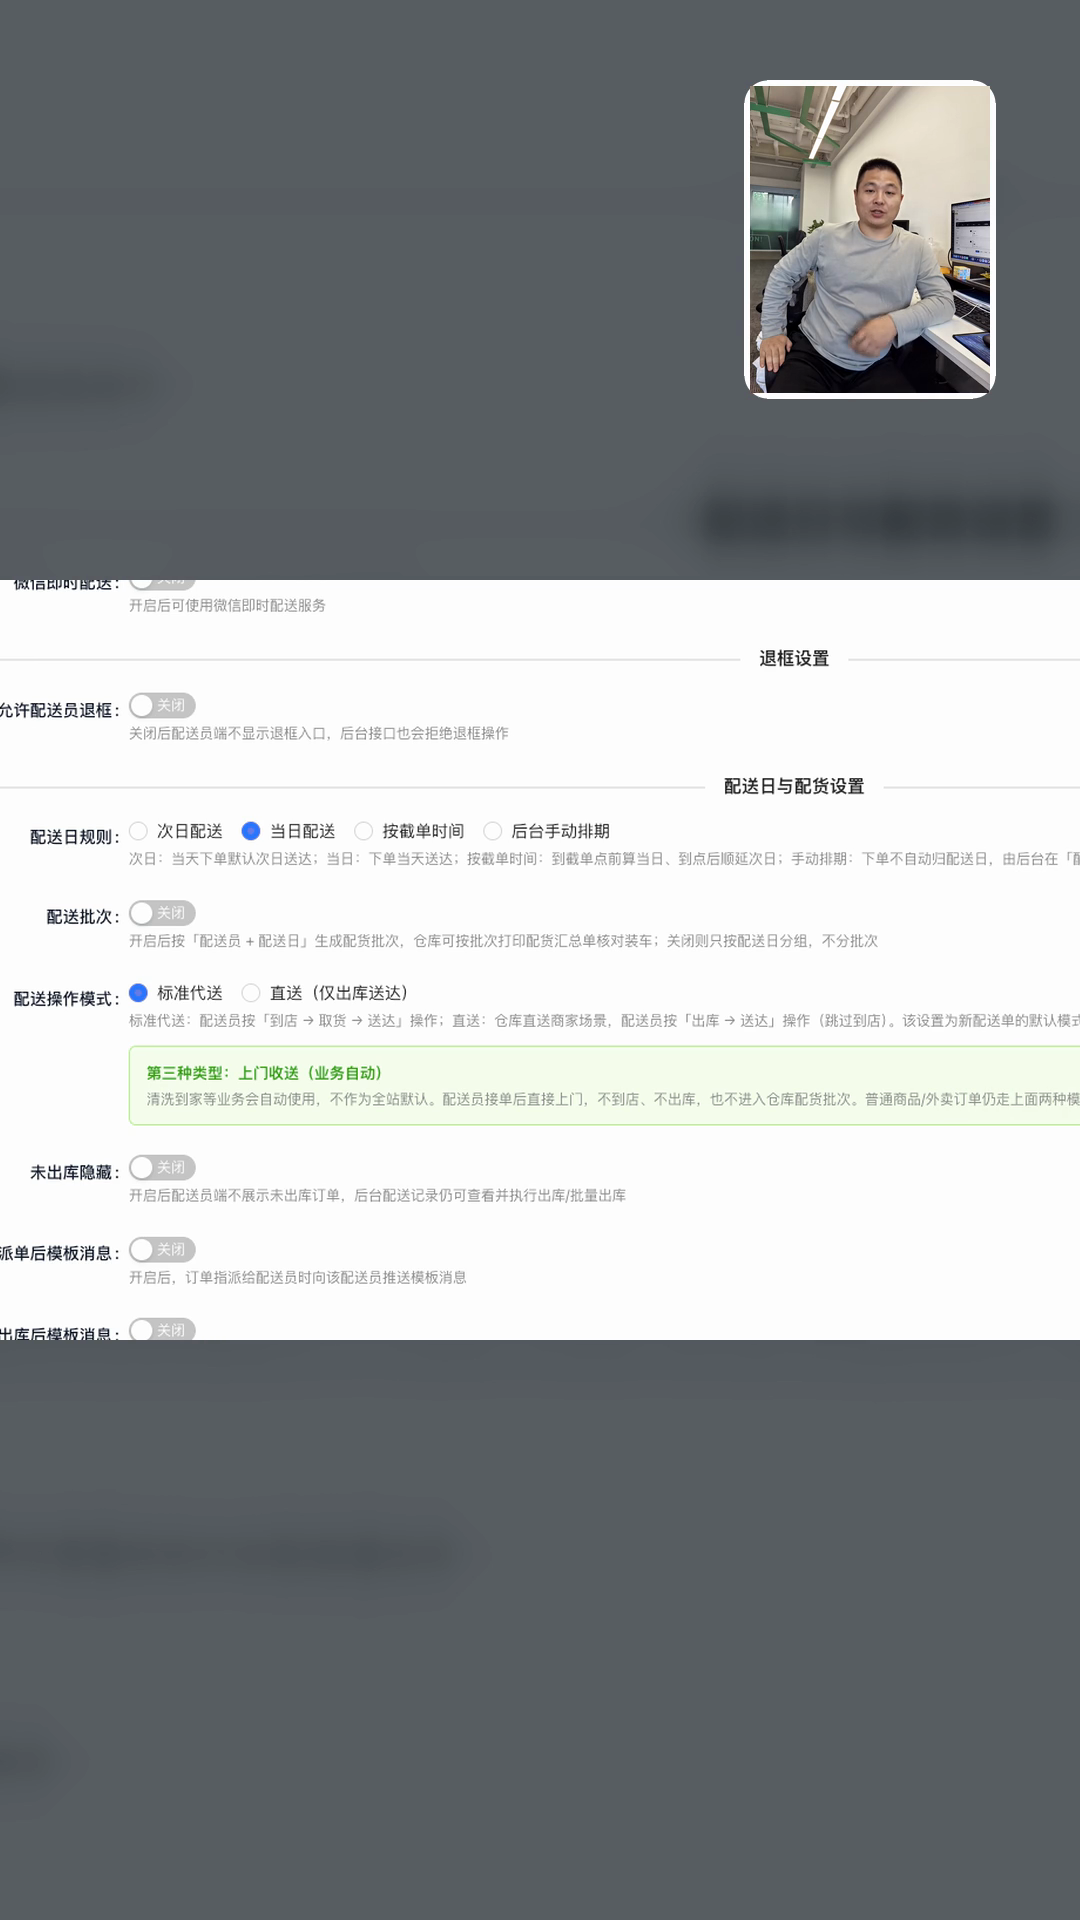 微信即时配送：
关闭
开启后可使用微信即时配送服务
退框设置
允许配送员退框：
关闭
关闭后配送员端不显示退框入口，后台接口也会拒绝退框操作
配送日与配货设置
配送日规则：
次日配送 当日配送 按截单时间 后台手动排期
次日：当天下单默认次日送达；当日：下单当天送达；按截单时间：到截单点前算当日、到点后顺延次日；手动排期：下单不自动归配送日，由后台在「配
配送批次：
关闭
开启后按「配送员 + 配送日」生成配货批次，仓库可按批次打印配货汇总单核对装车；关闭则只按配送日分组，不分批次
配送操作模式：
标准代送 直送（仅出库送达）
标准代送：配送员按「到店 → 取货 → 送达」操作；直送：仓库直送商家场景，配送员按「出库 → 送达」操作（跳过到店）。该设置为新配送单的默认模式
第三种类型：上门收送（业务自动）
清洗到家等业务会自动使用，不作为全站默认。配送员接单后直接上门，不到店、不出库，也不进入仓库配货批次。普通商品/外卖订单仍走上面两种模
未出库隐藏：
关闭
开启后配送员端不展示未出库订单，后台配送记录仍可查看并执行出库/批量出库
派单后模板消息：
关闭
开启后，订单指派给配送员时向该配送员推送模板消息
出库后模板消息：
关闭